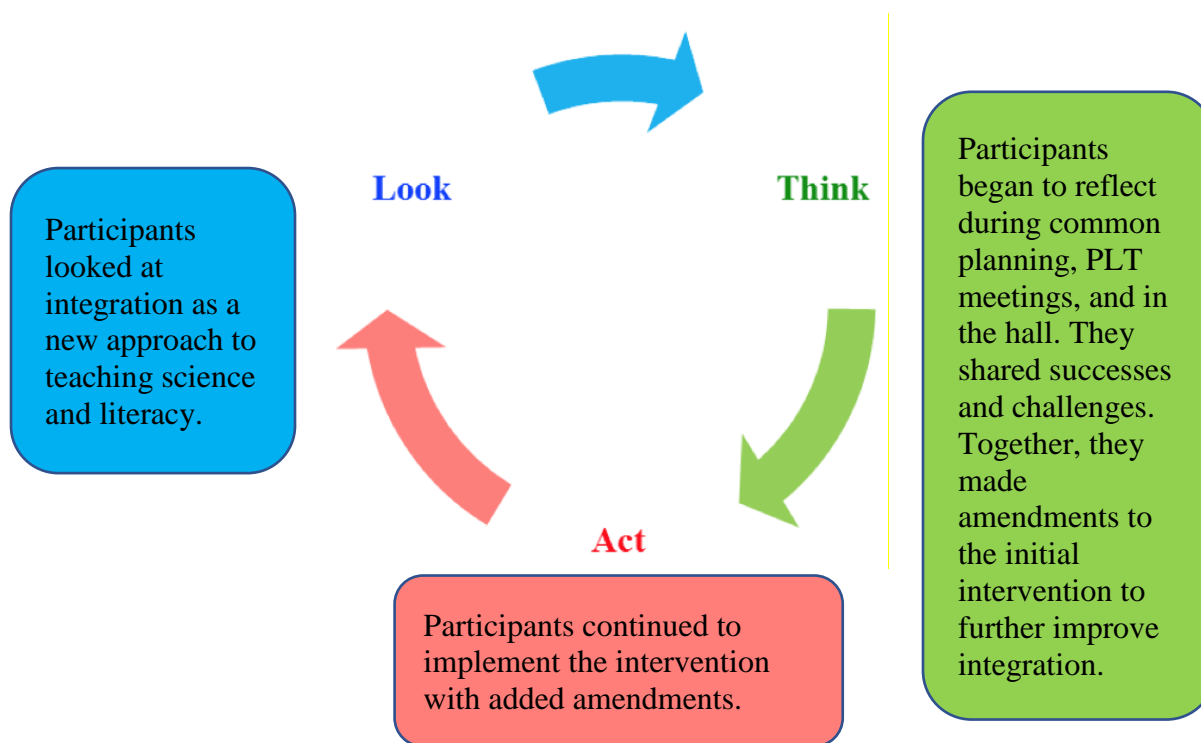 Look
Think
Participants
looked at
integration as a
new approach to
teaching science
and literacy.
Participants
began to reflect
during common
planning, PLT
meetings, and in
the hall. They
shared successes
and challenges.
Together, they
made
amendments to
the initial
intervention to
further improve
integration.
Act
Participants continued to
implement the intervention
with added amendments.